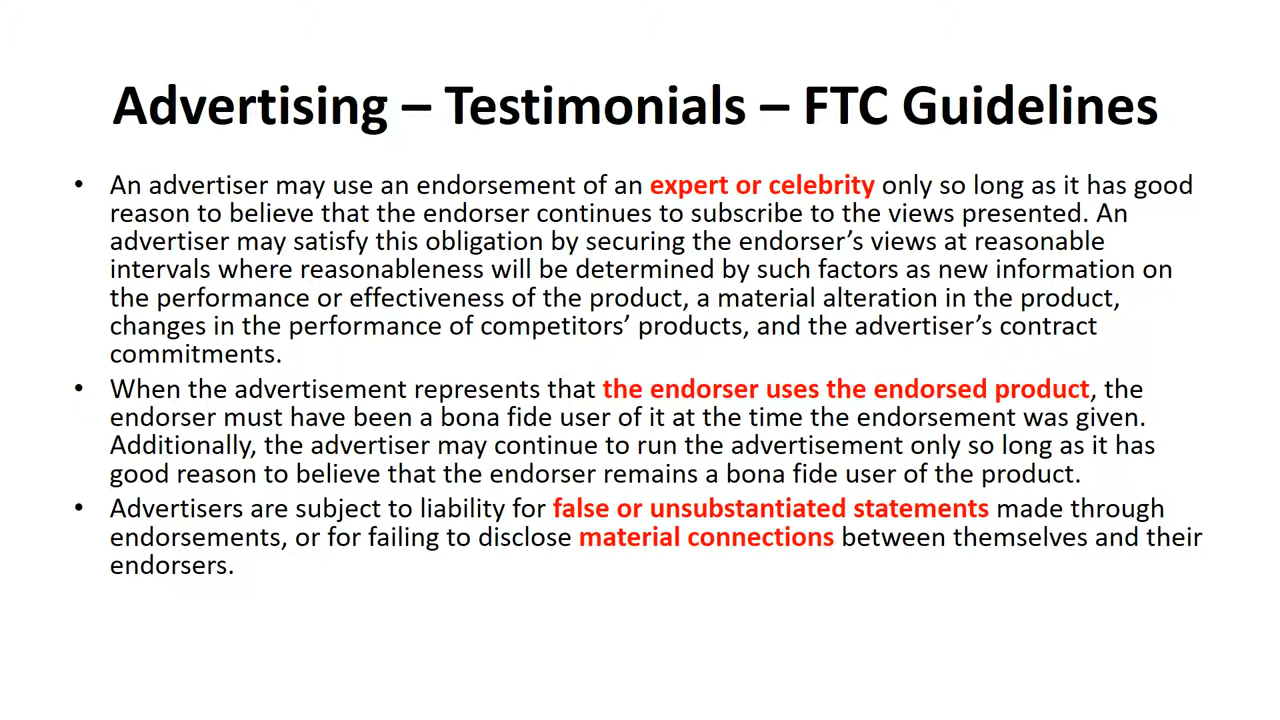 Advertising – Testimonials – FTC Guidelines
• An advertiser may use an endorsement of an expert or celebrity only so long as it has good
reason to believe that the endorser continues to subscribe to the views presented. An
advertiser may satisfy this obligation by securing the endorser’s views at reasonable
intervals where reasonableness will be determined by such factors as new information on
the performance or effectiveness of the product, a material alteration in the product,
changes in the performance of competitors’ products, and the advertiser’s contract
commitments.
• When the advertisement represents that the endorser uses the endorsed product, the
endorser must have been a bona fide user of it at the time the endorsement was given.
Additionally, the advertiser may continue to run the advertisement only so long as it has
good reason to believe that the endorser remains a bona fide user of the product.
• Advertisers are subject to liability for false or unsubstantiated statements made through
endorsements, or for failing to disclose material connections between themselves and their
endorsers.